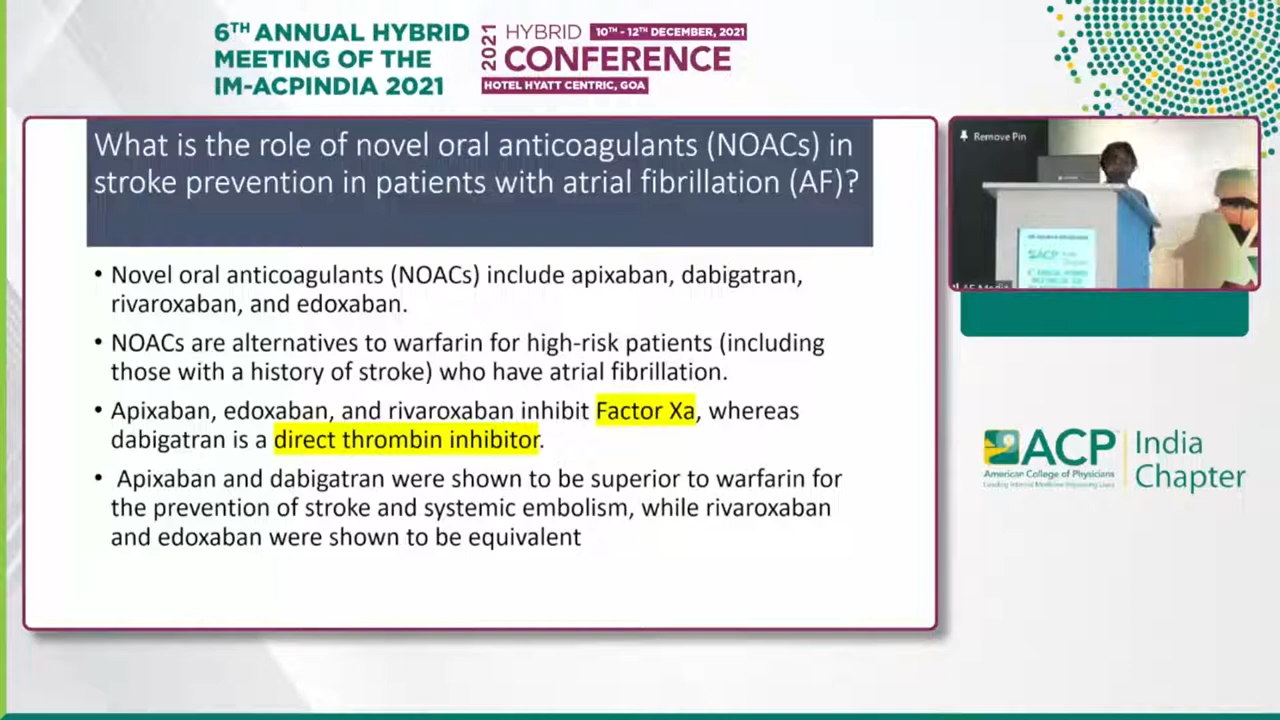 6TH ANNUAL HYBRID
MEETING OF THE
IM-ACPINDIA 2021
2021
HYBRID 10TH - 12TH DECEMBER, 2021
CONFERENCE
HOTEL HYATT CENTRIC, GOA
What is the role of novel oral anticoagulants (NOACs) in
stroke prevention in patients with atrial fibrillation (AF)?
• Novel oral anticoagulants (NOACs) include apixaban, dabigatran,
rivaroxaban, and edoxaban.
• NOACs are alternatives to warfarin for high-risk patients (including
those with a history of stroke) who have atrial fibrillation.
• Apixaban, edoxaban, and rivaroxaban inhibit Factor Xa, whereas
dabigatran is a direct thrombin inhibitor.
• Apixaban and dabigatran were shown to be superior to warfarin for
the prevention of stroke and systemic embolism, while rivaroxaban
and edoxaban were shown to be equivalent
Remove Pin
ACP
ACP
American College of Physicians
India
Chapter